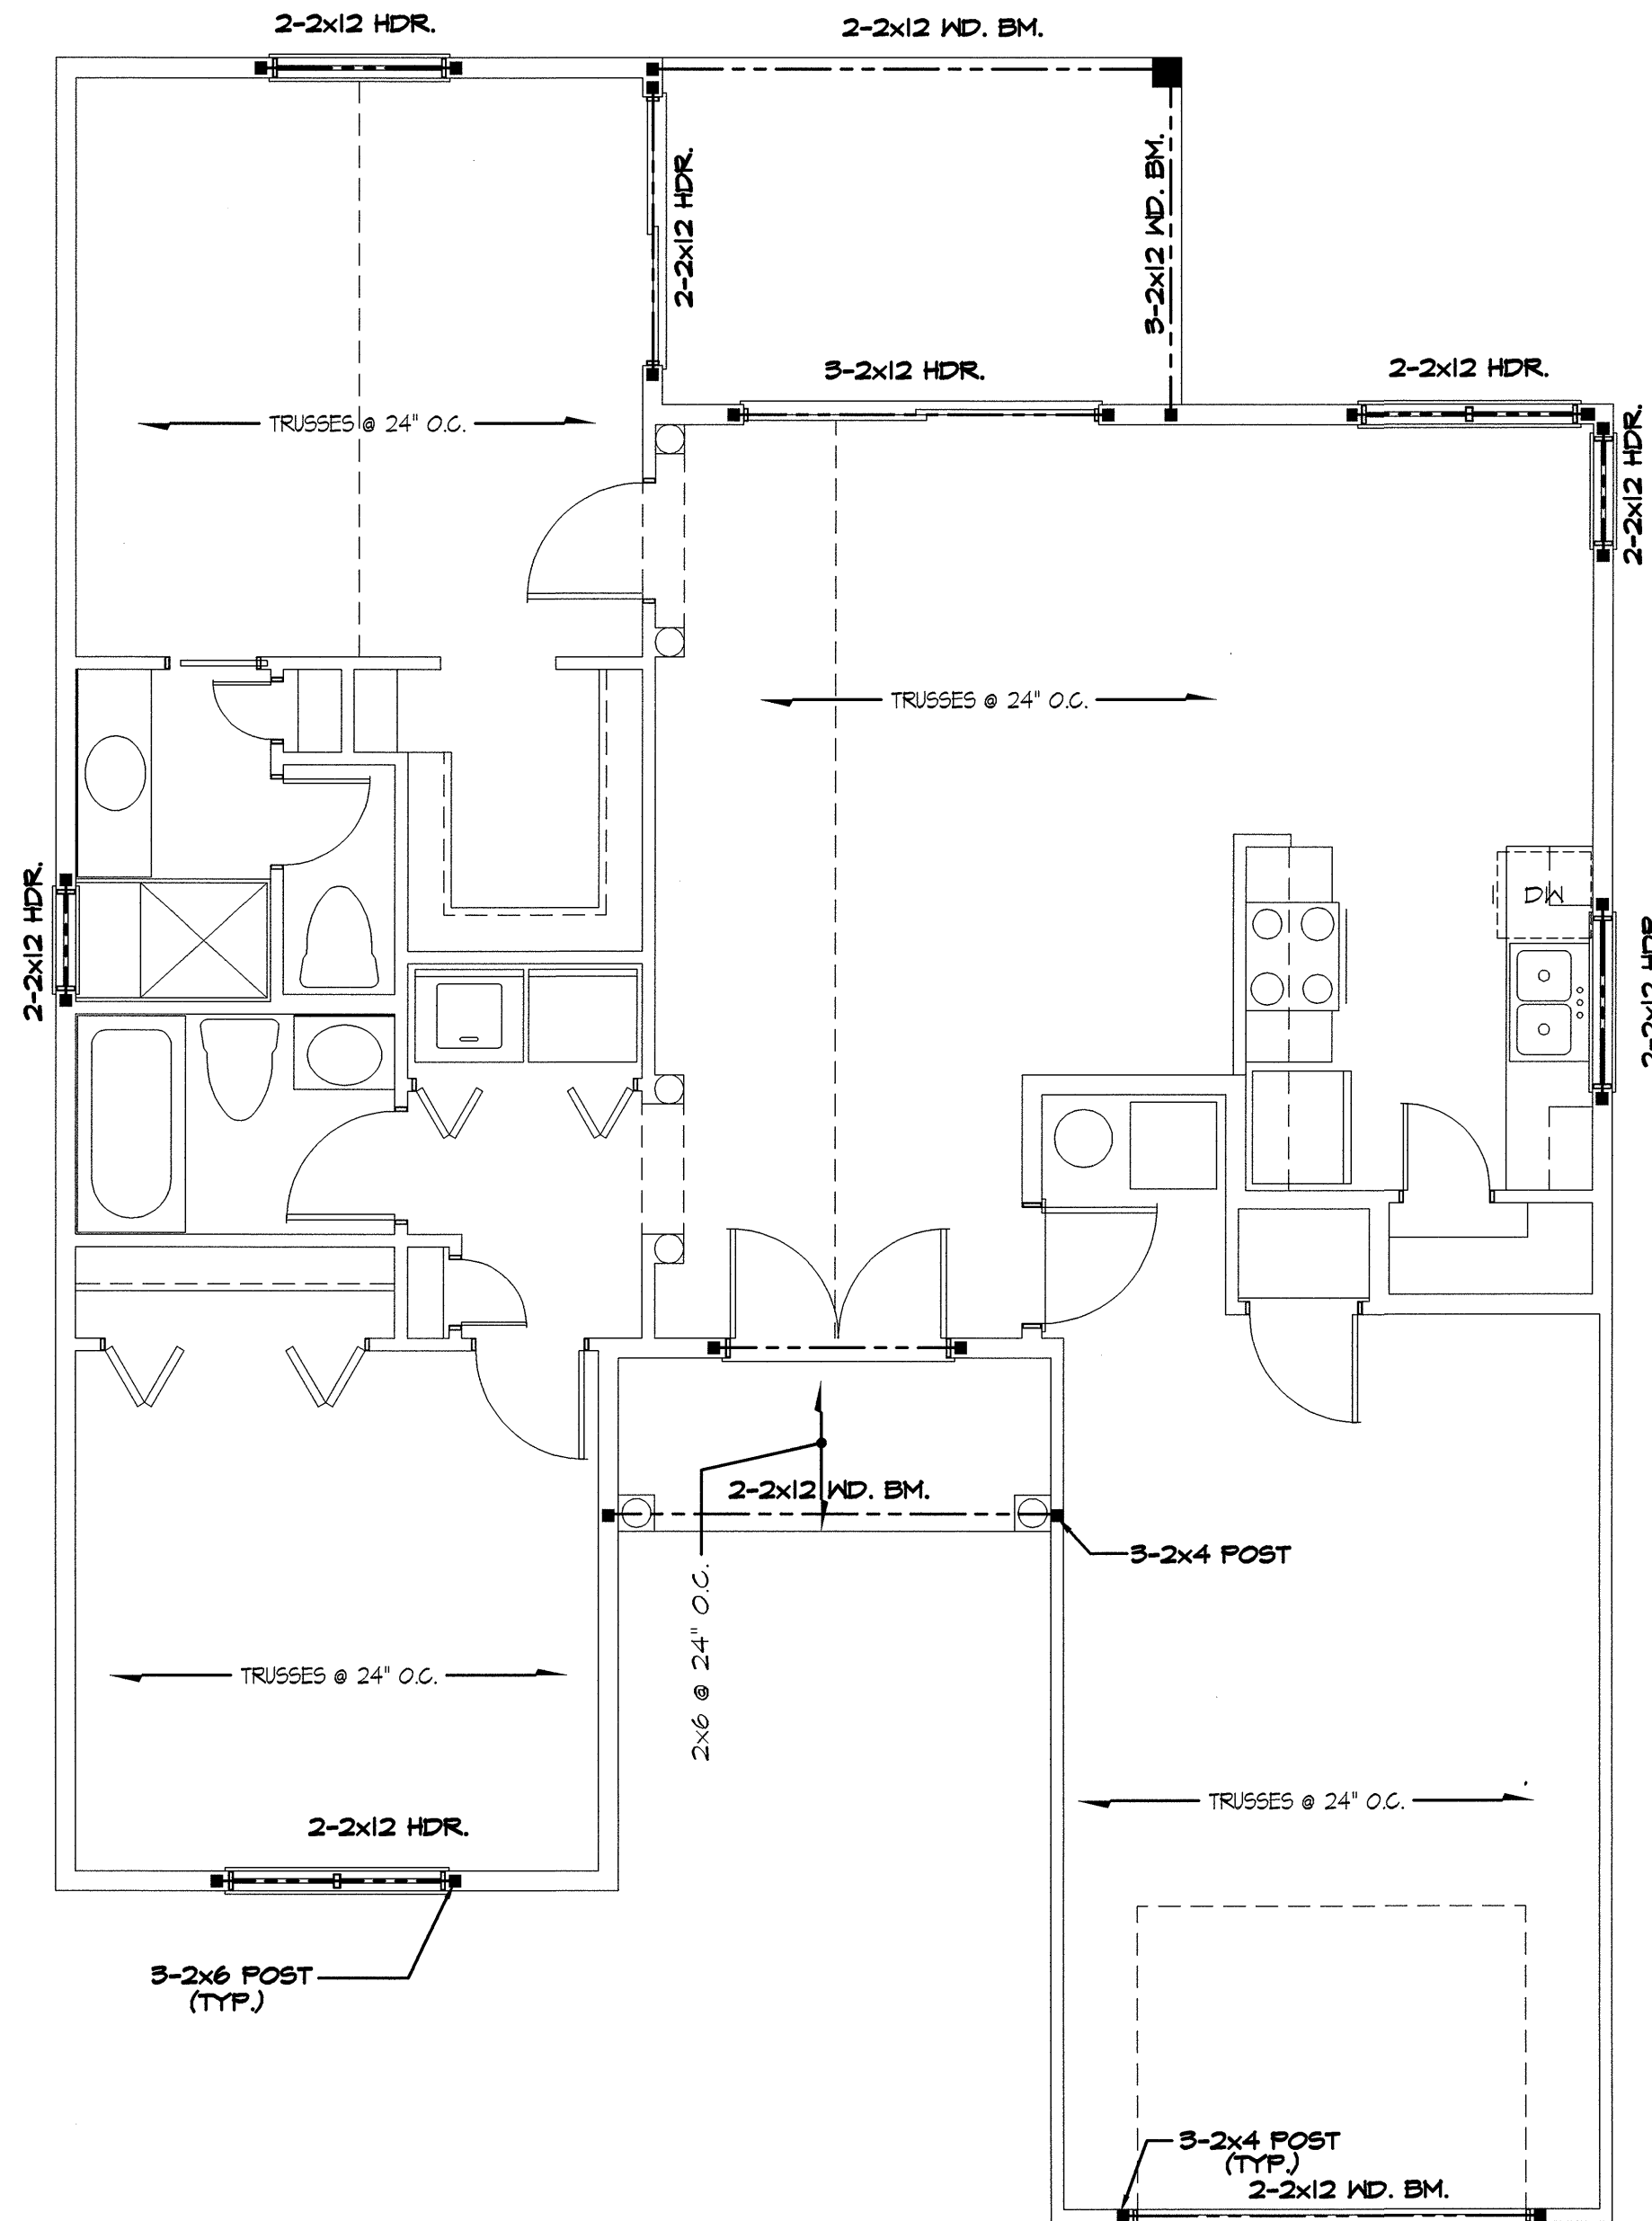 2-2x12 HDR.
2-2x12 WD. BM.
2-2x12 HDR.
3-2x12 WD. BM.
3-2x12 HDR.
2-2x12 HDR.
2-2x12 HDR.
TRUSSES @ 24" O.C.
TRUSSES @ 24" O.C.
2-2x12 HDR.
DW
2-2x12 HDR
2-2x12 WD. BM.
3-2x4 POST
2x6 @ 24" O.C.
TRUSSES @ 24" O.C.
TRUSSES @ 24" O.C.
2-2x12 HDR.
3-2x6 POST
(TYP.)
3-2x4 POST
(TYP.)
2-2x12 WD. BM.